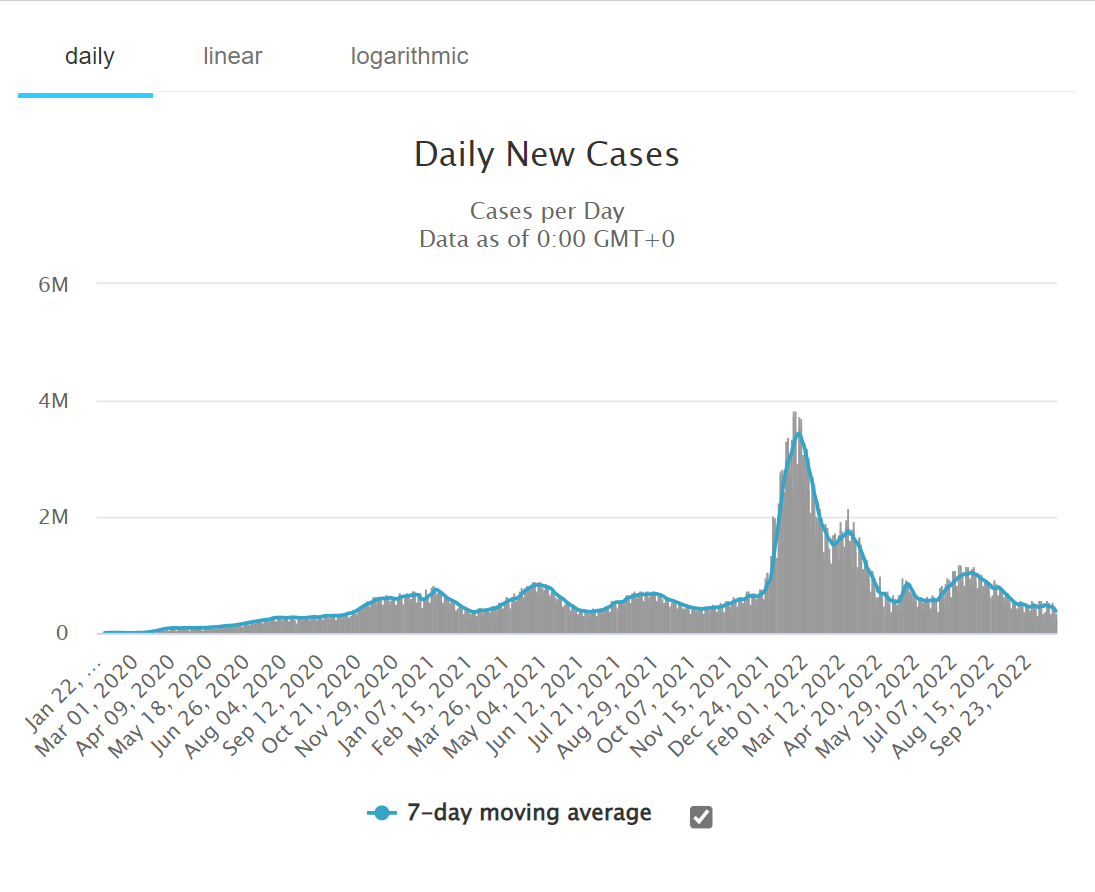 daily linear logarithmic
Daily New Cases
Cases per Day
Data as of 0:00 GMT+0
6M
4M
2M
0
Jan 22, ...
Mar 01, 2020
Apr 09, 2020
May 18, 2020
Jun 26, 2020
Aug 04, 2020
Sep 12, 2020
Oct 21, 2020
Nov 29, 2020
Jan 07, 2021
Feb 15, 2021
Mar 26, 2021
May 04, 2021
Jun 12, 2021
Jul 21, 2021
Aug 29, 2021
Oct 07, 2021
Nov 15, 2021
Dec 24, 2021
Feb 01, 2022
Mar 12, 2022
Apr 20, 2022
May 29, 2022
Jul 07, 2022
Aug 15, 2022
Sep 23, 2022
7-day moving average